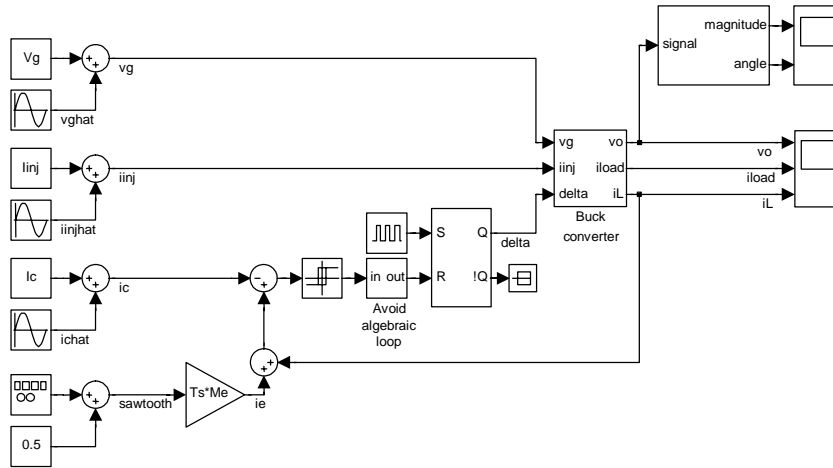 magnitude
signal
angle
Vg
vg
vghat
Iinj
iinj
iinjhat
vg
vo
iinj
iload
delta
iL
Buck
converter
vo
iload
iL
S
Q
R
!Q
delta
Ic
ic
ichat
in out
Avoid
algebraic
loop
Ts*Me
sawtooth
ie
0.5